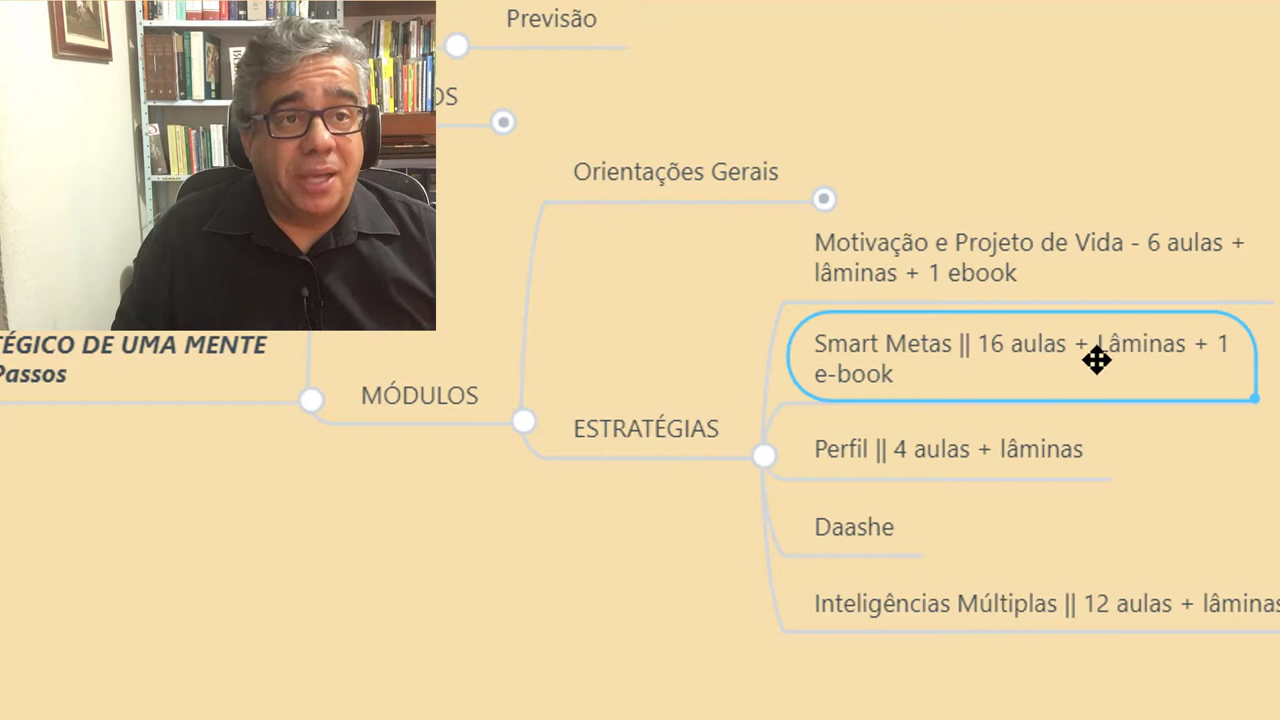 Previsão
OS
Orientações Gerais
Motivação e Projeto de Vida - 6 aulas +
lâminas + 1 ebook
TÉGICO DE UMA MENTE
Passos
Smart Metas || 16 aulas + Lâminas + 1
e-book
MÓDULOS
ESTRATÉGIAS
Perfil || 4 aulas + lâminas
Daashe
Inteligências Múltiplas || 12 aulas + lâminas